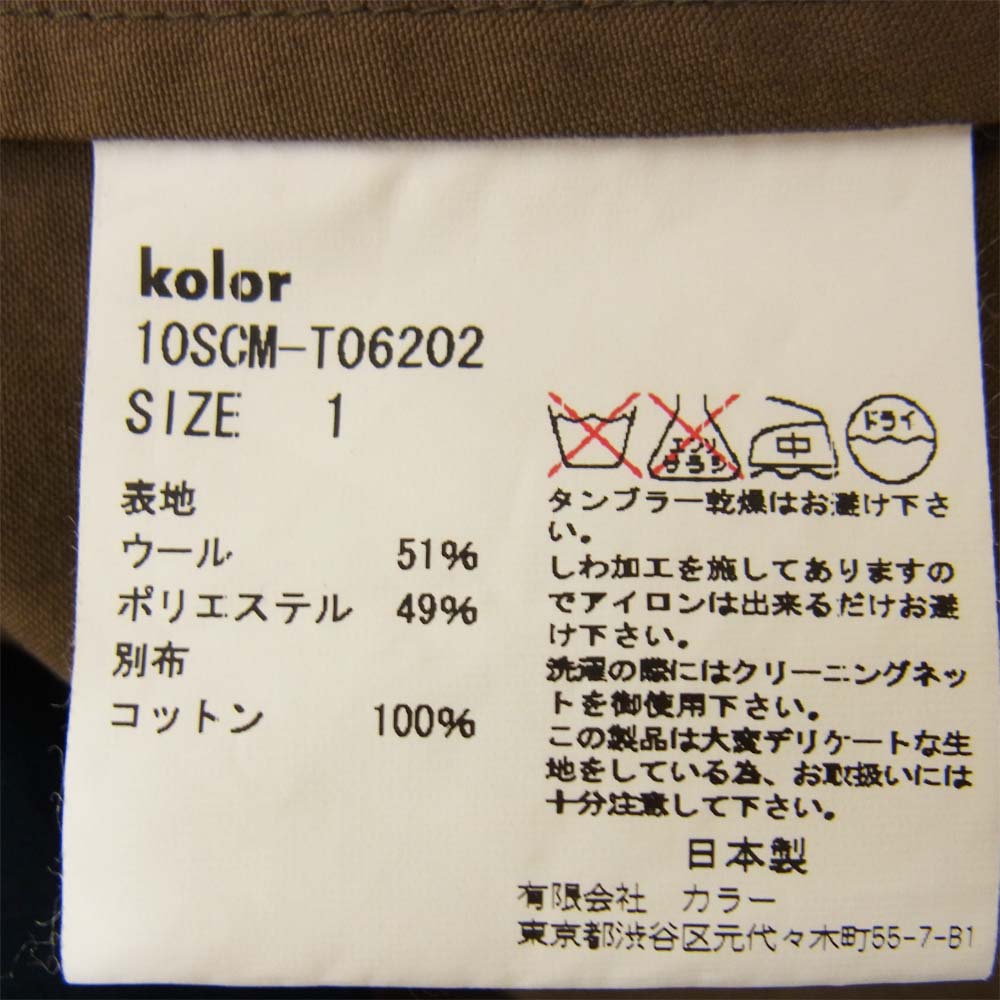 kolor
10SCM-T06202
SIZE 1
表地
ウール 51%
ポリエステル 49%
別布
コットン 100%
エンソ
サラシ
中
ドライ
タンブラー乾燥はお避け下さ
い。
しわ加工を施してありますの
でアイロンは出来るだけお避
け下さい。
洗濯の際にはクリーニングネッ
トを御使用下さい。
この製品は大変デリケートな生
地をしている為、お取扱いには
十分注意して下さい。
日本製
有限会社 カラー
東京都渋谷区元代々木町55-7-B1